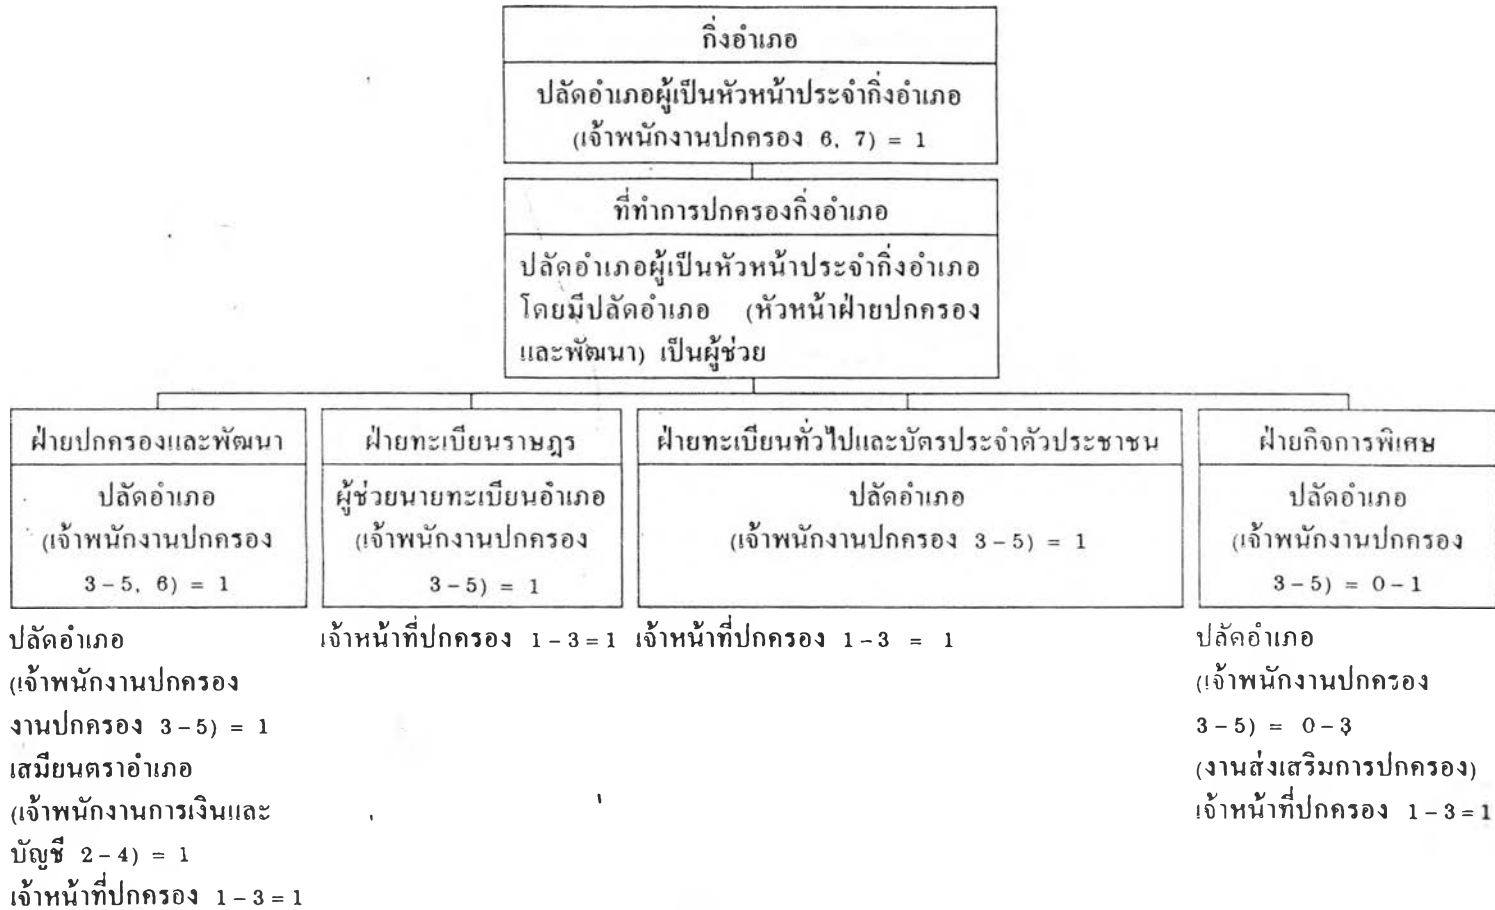 กิ่งอำเภอ
ปลัดอำเภอผู้เป็นหัวหน้าประจำกิ่งอำเภอ
(เจ้าพนักงานปกครอง 6, 7) = 1
ที่ทำการปกครองกิ่งอำเภอ
ปลัดอำเภอผู้เป็นหัวหน้าประจำกิ่งอำเภอ
โดยมีปลัดอำเภอ (หัวหน้าฝ่ายปกครอง
และพัฒนา) เป็นผู้ช่วย
ฝ่ายปกครองและพัฒนา
ปลัดอำเภอ
(เจ้าพนักงานปกครอง
3 – 5, 6) = 1
ปลัดอำเภอ
(เจ้าพนักงานปกครอง
งานปกครอง 3 – 5) = 1
เสมียนตราอำเภอ
(เจ้าพนักงานการเงินและ
บัญชี 2 – 4) = 1
เจ้าหน้าที่ปกครอง 1 – 3 = 1
ฝ่ายทะเบียนราษฎร
ผู้ช่วยนายทะเบียนอำเภอ
(เจ้าพนักงานปกครอง
3 – 5) = 1
เจ้าหน้าที่ปกครอง 1 – 3 = 1
ฝ่ายทะเบียนทั่วไปและบัตรประจำตัวประชาชน
ปลัดอำเภอ
(เจ้าพนักงานปกครอง 3 – 5) = 1
เจ้าหน้าที่ปกครอง 1 – 3 = 1
ฝ่ายกิจการพิเศษ
ปลัดอำเภอ
(เจ้าพนักงานปกครอง
3 – 5) = 0 – 1
ปลัดอำเภอ
(เจ้าพนักงานปกครอง
3 – 5) = 0 – 3
(งานส่งเสริมการปกครอง)
เจ้าหน้าที่ปกครอง 1 – 3 = 1